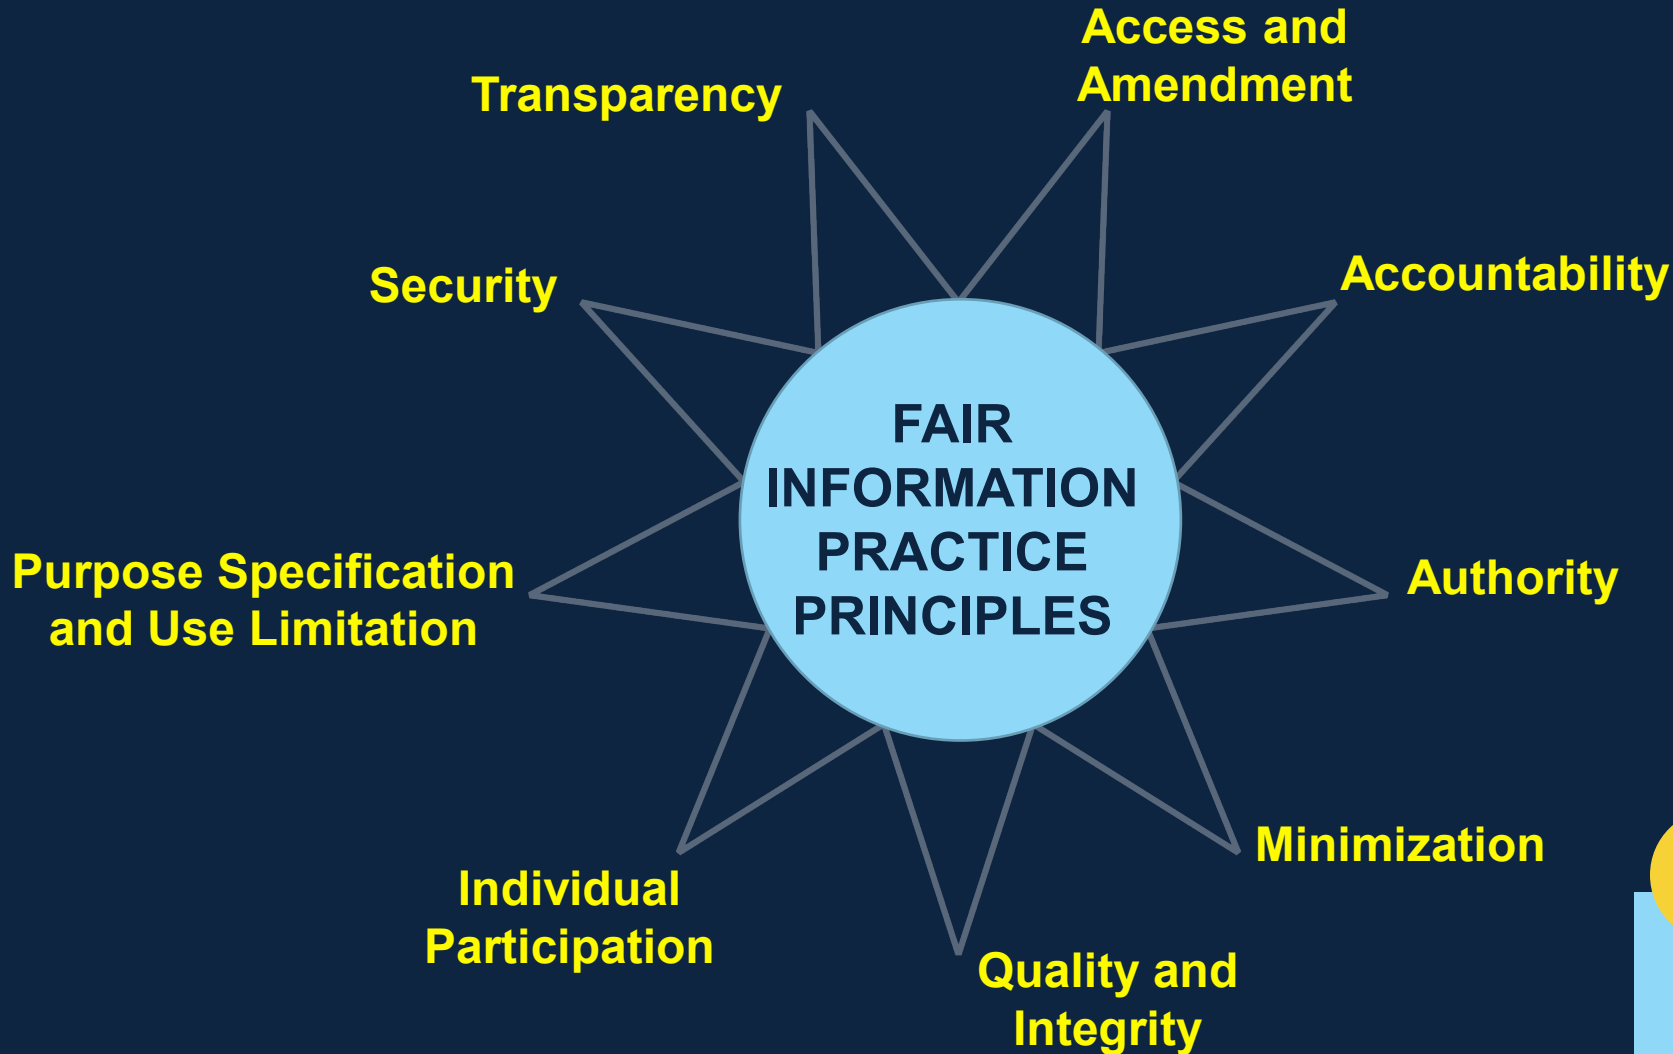 Access and
Amendment
Transparency
Accountability
Security
FAIR
INFORMATION
PRACTICE
PRINCIPLES
Authority
Purpose Specification
and Use Limitation
Minimization
Individual
Participation
Quality and
Integrity